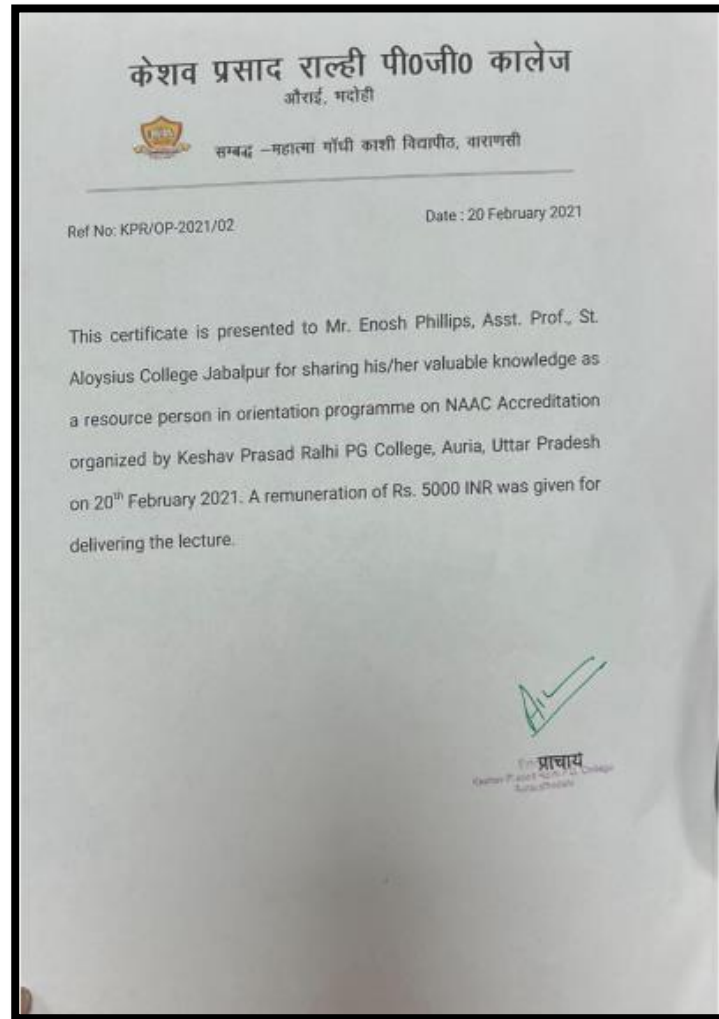 केशव प्रसाद राल्ही पी0जी0 कालेज
औराई, भदोही
सम्बद्ध –महात्मा गाँधी काशी विद्यापीठ, वाराणसी
Ref No: KPR/OP-2021/02
Date : 20 February 2021
This certificate is presented to Mr. Enosh Phillips, Asst. Prof., St.
Aloysius College Jabalpur for sharing his/her valuable knowledge as
a resource person in orientation programme on NAAC Accreditation
organized by Keshav Prasad Ralhi PG College, Auria, Uttar Pradesh
on 20th February 2021. A remuneration of Rs. 5000 INR was given for
delivering the lecture.
प्राचार्य